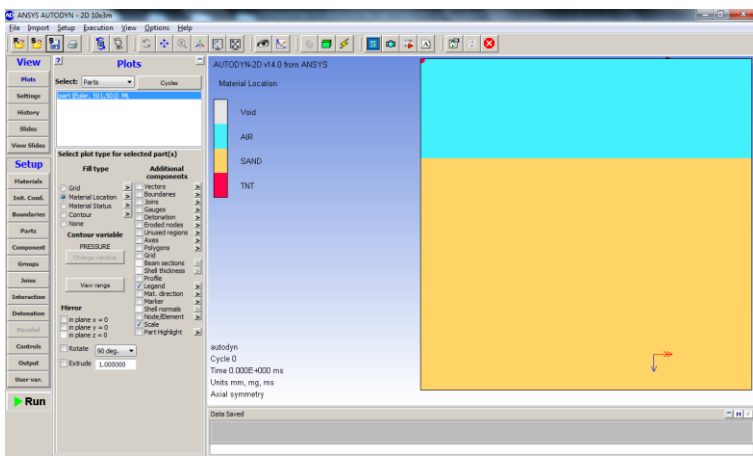 ANSYS AUTODYN - 2D 10x3m
File Import Setup Execution View Options Help
View
Plots
Settings
History
Slides
View Slides
Setup
Materials
Init. Cond.
Boundaries
Parts
Component
Groups
Joins
Interaction
Detonation
Parallel
Controls
Output
User var.
Run
Plots
Select: Parts Cycles
part (Euler, 501,501) ML
Select plot type for selected part(s)
Fill type
Grid
Material Location
Material Status
Contour
None
Contour variable
PRESSURE
Change variable
View range
Mirror
in plane x = 0
in plane y = 0
in plane z = 0
Rotate 90 deg.
Extrude 1.000000
Additional
components
Vectors
Boundaries
Joins
Gauges
Detonation
Eroded nodes
Unused regions
Axes
Polygons
Grid
Beam sections
Shell thickness
Profile
Legend
Mat. direction
Marker
Shell normals
Node/Element
Scale
Part Highlight
AUTODYN-2D v14.0 from ANSYS
Material Location
Void
AIR
SAND
TNT
autodyn
Cycle 0
Time 0.000E+000 ms
Units mm, mg, ms
Axial symmetry
Data Saved